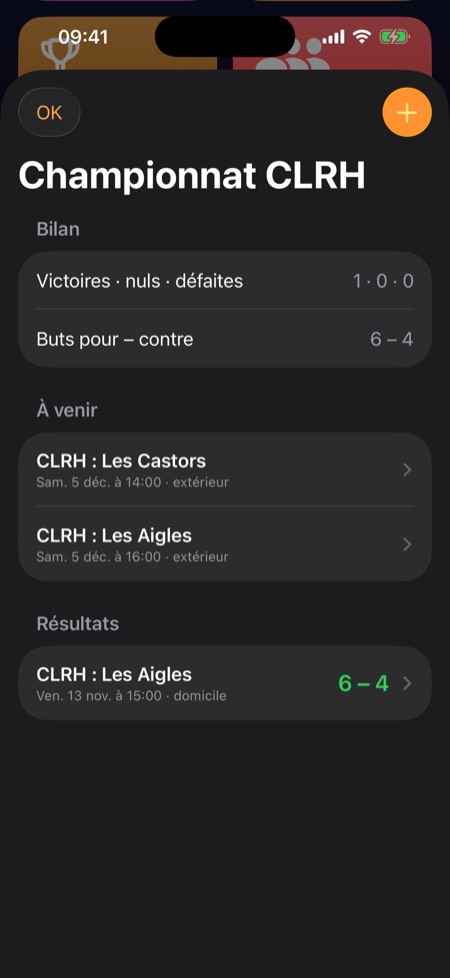 09:41
OK
Championnat CLRH
Bilan
Victoires · nuls · défaites 1 · 0 · 0
Buts pour – contre 6 – 4
À venir
CLRH : Les Castors
Sam. 5 déc. à 14:00 · extérieur
CLRH : Les Aigles
Sam. 5 déc. à 16:00 · extérieur
Résultats
CLRH : Les Aigles
Ven. 13 nov. à 15:00 · domicile
6 – 4